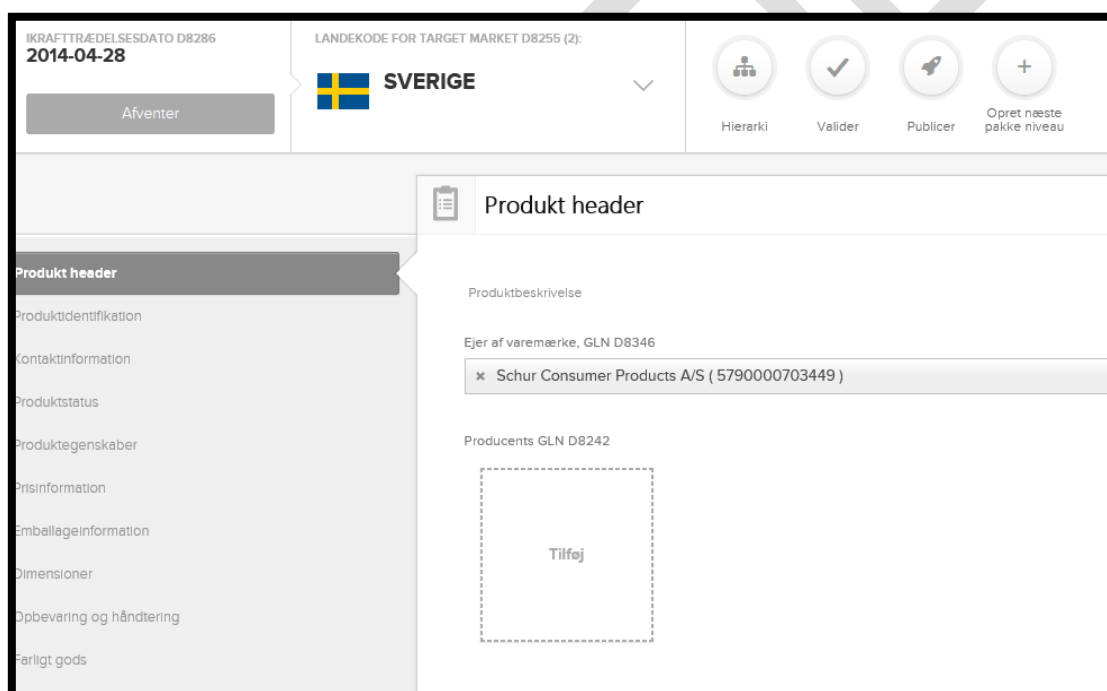 IKRAFTTRÆDELSESDATO D8286
2014-04-28
Afventer
LANDEKODE FOR TARGET MARKET D8255 (2):
SVERIGE
Hierarki
Valider
Publicer
Opret næste
pakke niveau
Produkt header
Produkt header
Produktidentifikation
Kontaktinformation
Produktstatus
Produktegenskaber
Prisinformation
Emballageinformation
Dimensioner
Opbevaring og håndtering
Farligt gods
Produktbeskrivelse
Ejer af varemærke, GLN D8346
× Schur Consumer Products A/S ( 5790000703449 )
Producents GLN D8242
Tilføj